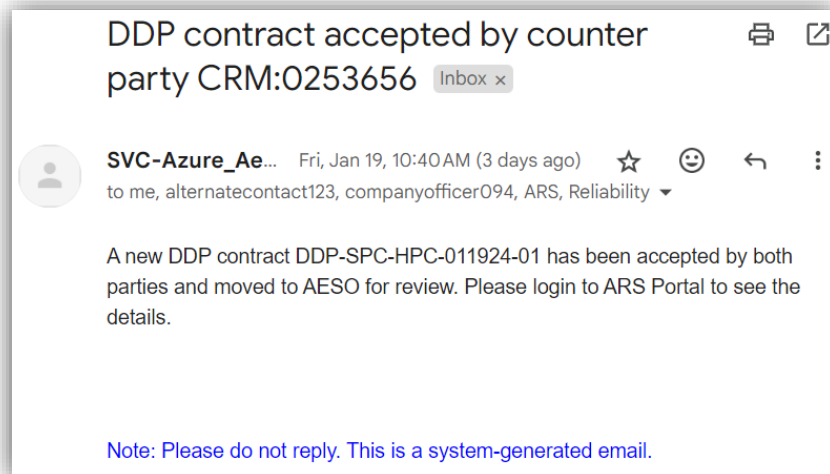 DDP contract accepted by counter
party CRM:0253656 Inbox ×
SVC-Azure_Ae... Fri, Jan 19, 10:40 AM (3 days ago)
to me, alternatecontact123, companyofficer094, ARS, Reliability
A new DDP contract DDP-SPC-HPC-011924-01 has been accepted by both
parties and moved to AESO for review. Please login to ARS Portal to see the
details.
Note: Please do not reply. This is a system-generated email.